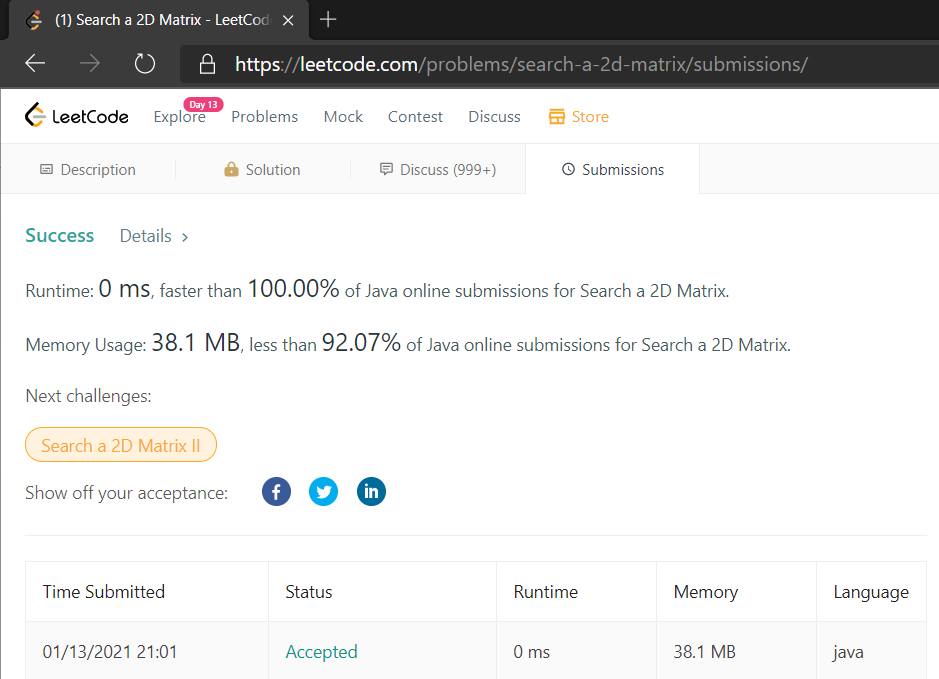 (1) Search a 2D Matrix - LeetCod
https://leetcode.com/problems/search-a-2d-matrix/submissions/
LeetCode Explore Day 13 Problems Mock Contest Discuss Store
Description Solution Discuss (999+) Submissions
Success Details >
Runtime: 0 ms, faster than 100.00% of Java online submissions for Search a 2D Matrix.
Memory Usage: 38.1 MB, less than 92.07% of Java online submissions for Search a 2D Matrix.
Next challenges:
Search a 2D Matrix II
Show off your acceptance: f in
Time Submitted Status Runtime Memory Language
01/13/2021 21:01 Accepted 0 ms 38.1 MB java